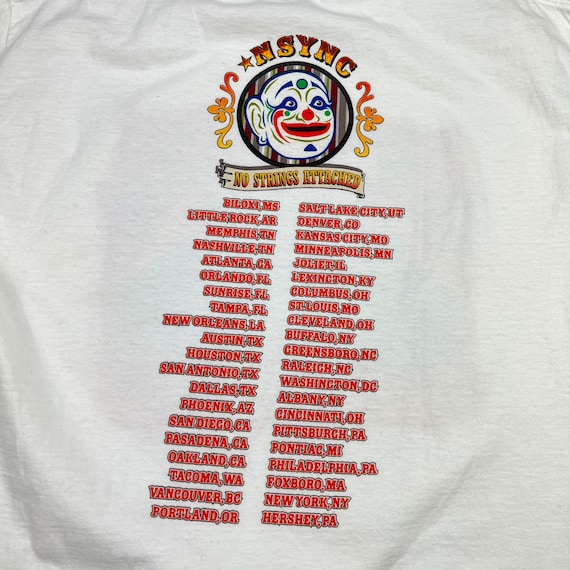 ★NSYNC
NO STRINGS ATTACHED
BILOXI, MS
LITTLE ROCK, AR
MEMPHIS, TN
NASHVILLE, TN
ATLANTA, GA
ORLANDO, FL
SUNRISE, FL
TAMPA, FL
NEW ORLEANS, LA
AUSTIN, TX
HOUSTON, TX
SAN ANTONIO, TX
DALLAS, TX
PHOENIX, AZ
SAN DIEGO, CA
PASADENA, CA
OAKLAND, CA
TACOMA, WA
VANCOUVER, BC
PORTLAND, OR
SALT LAKE CITY, UT
DENVER, CO
KANSAS CITY, MO
MINNEAPOLIS, MN
JOLIET, IL
LEXINGTON, KY
COLUMBUS, OH
ST. LOUIS, MO
CLEVELAND, OH
BUFFALO, NY
GREENSBORO, NC
RALEIGH, NC
WASHINGTON, DC
ALBANY, NY
CINCINNATI, OH
PITTSBURGH, PA
PONTIAC, MI
PHILADELPHIA, PA
FOXBORO, MA
NEW YORK, NY
HERSHEY, PA